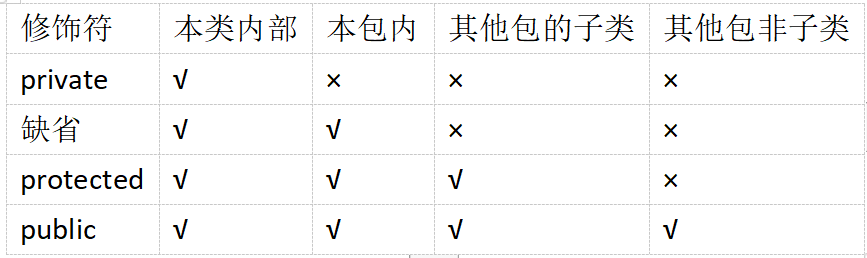 修饰符 本类内部 本包内 其他包的子类 其他包非子类
private √ × × ×
缺省 √ √ × ×
protected √ √ √ ×
public √ √ √ √